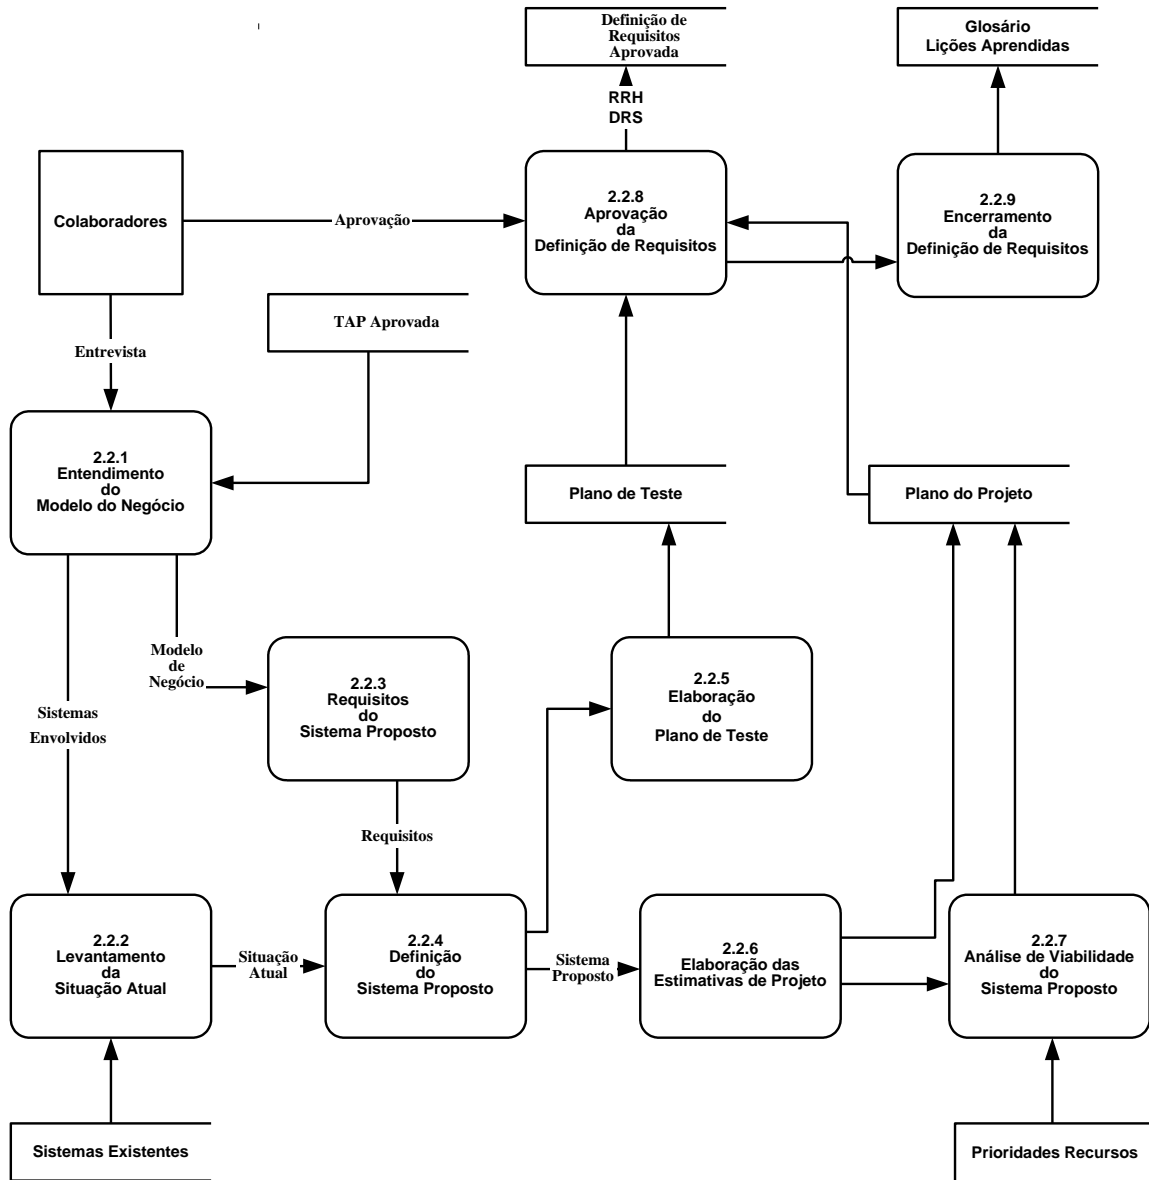 Definição de
Requisitos
Aprovada
Glosário
Lições Aprendidas
RRH
DRS
Colaboradores
Aprovação
2.2.8
Aprovação
da
Definição de Requisitos
2.2.9
Encerramento
da
Definição de Requisitos
TAP Aprovada
Entrevista
2.2.1
Entendimento
do
Modelo do Negócio
Plano de Teste
Plano do Projeto
Modelo
de
Negócio
2.2.3
Requisitos
do
Sistema Proposto
2.2.5
Elaboração
do
Plano de Teste
Sistemas
Envolvidos
Requisitos
2.2.2
Levantamento
da
Situação Atual
Situação
Atual
2.2.4
Definição
do
Sistema Proposto
Sistema
Proposto
2.2.6
Elaboração das
Estimativas de Projeto
2.2.7
Análise de Viabilidade
do
Sistema Proposto
Sistemas Existentes
Prioridades Recursos